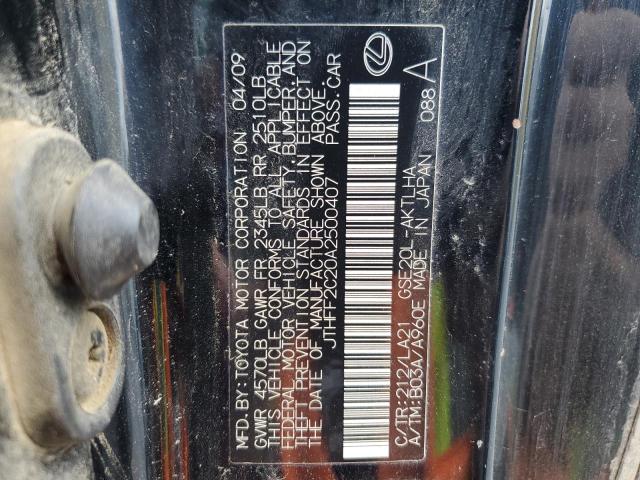 MFD. BY: TOYOTA MOTOR CORPORATION 04/09
GVWR 4570LB GAWR FR 2345LB RR 2510LB
THIS VEHICLE CONFORMS TO ALL APPLICABLE
FEDERAL MOTOR VEHICLE SAFETY, BUMPER, AND
THEFT PREVENTION STANDARDS IN EFFECT ON
THE DATE OF MANUFACTURE SHOWN ABOVE.
JTHFF2C20A2500407 PASS. CAR
C/TR:212/LA21 GSE20L-AKTLHA
A/TM:B03A/A960E MADE IN JAPAN 088 A